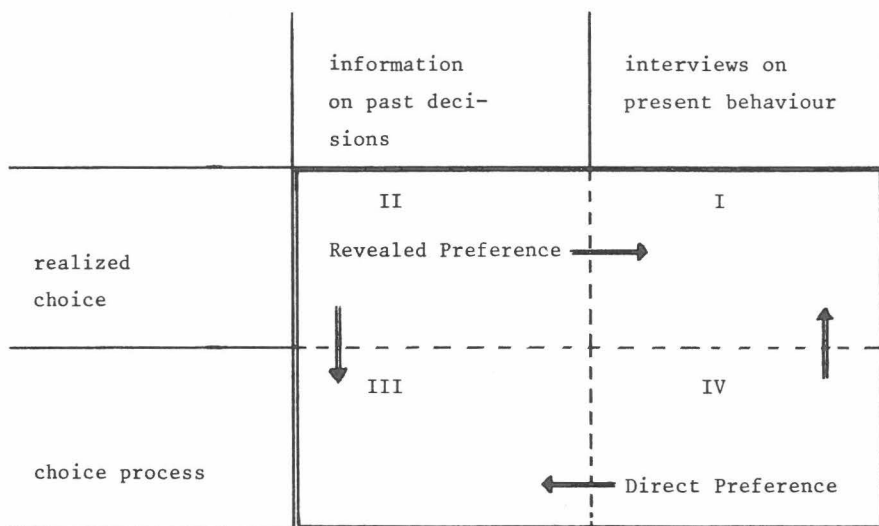 information
on past deci-
sions
interviews on
present behaviour
II
I
Revealed Preference
realized
choice
III
IV
choice process
Direct Preference